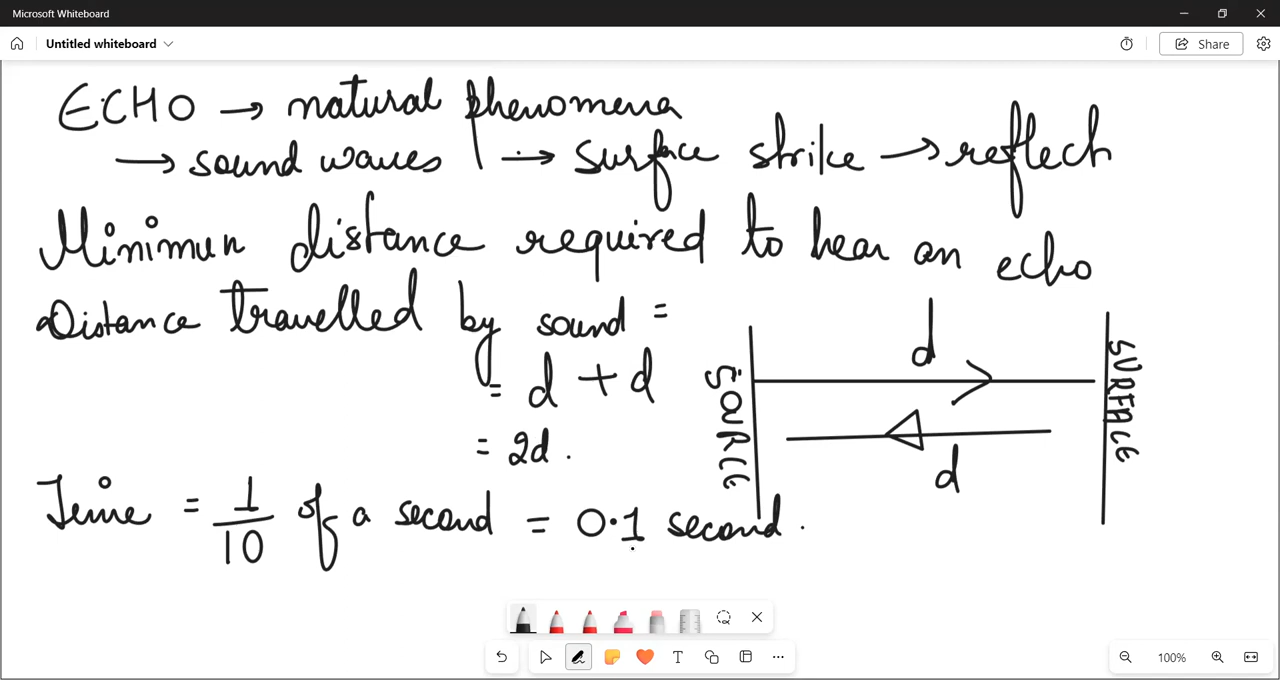 Microsoft Whiteboard
Untitled whiteboard
Share
ECHO → natural phenomena
→ sound waves → surface strike → reflect
Minimum distance required to hear an echo
Distance travelled by sound =
= d + d
= 2d.
d
SOURCE
SURFACE
d
Time = 1/10 of a second = 0.1 second.
100%